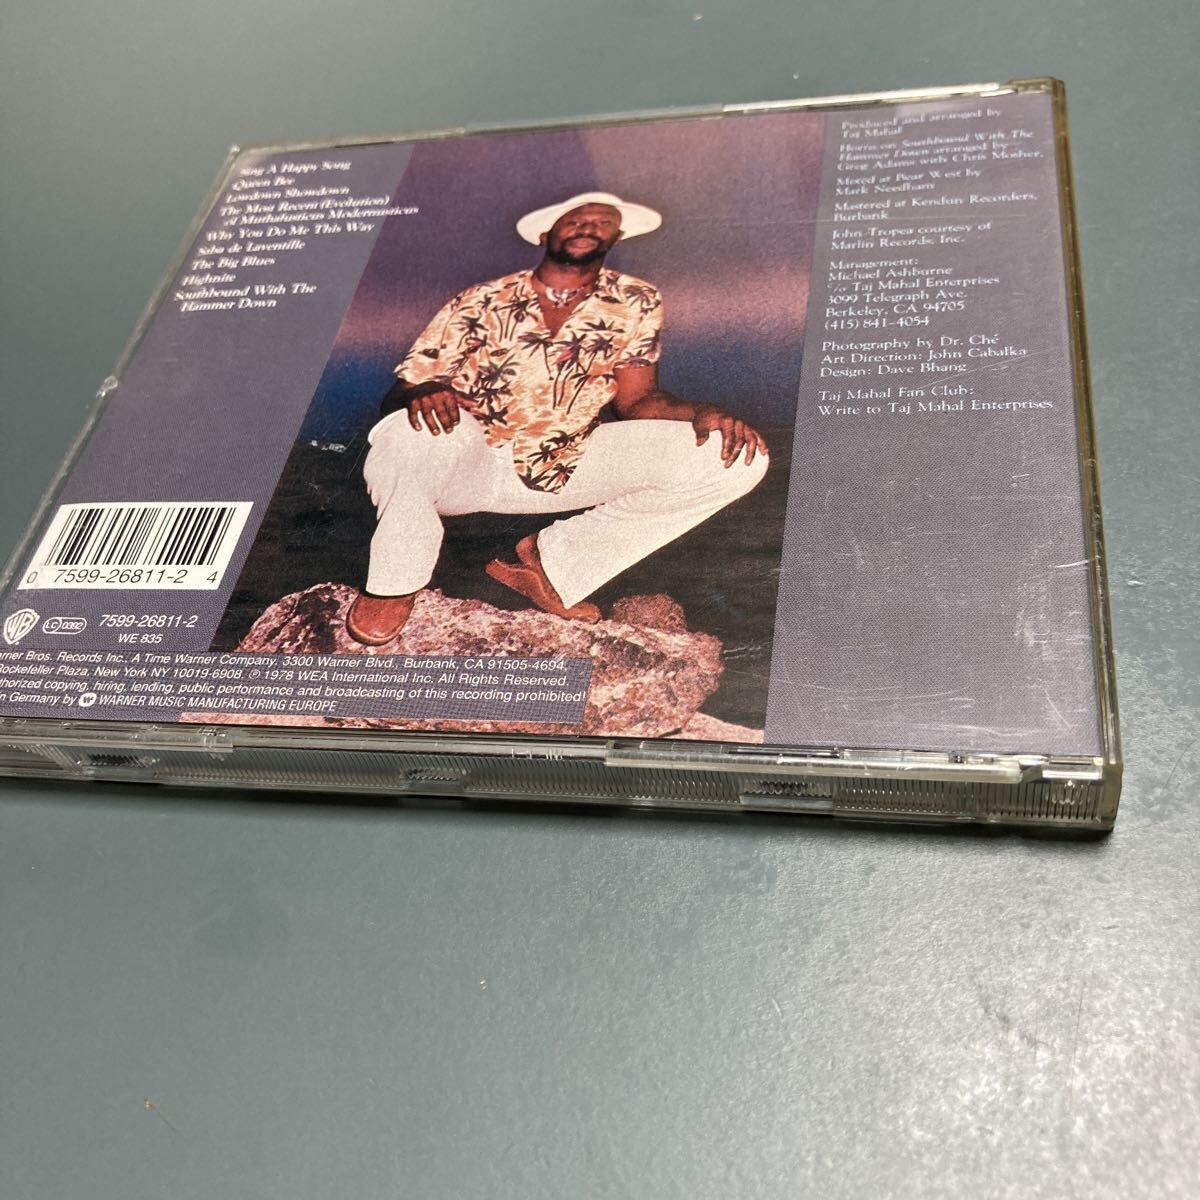 Sing A Happy Song
Queen Bee
Lowdown Showdown
The Most Recent (Evolution)
of Muthafusticus Modernusticus
Why You Do Me This Way
Salsa de Laventille
The Big Blues
Highnite
Southbound With The
Hammer Down
Produced and arranged by
Taj Mahal
Horns on Southbound With The
Hammer Down arranged by
Greg Adams with Chris Mosher.
Mixed at Bear West by
Mark Needham
Mastered at Kendun Recorders,
Burbank
John Tropea courtesy of
Marlin Records, Inc.
Management:
Michael Ashburne
c/o Taj Mahal Enterprises
3099 Telegraph Ave.
Berkeley, CA 94705
(415) 841-4054
Photography by Dr. Ché
Art Direction: John Cabalka
Design: Dave Bhang
Taj Mahal Fan Club:
Write to Taj Mahal Enterprises
0 7599-26811-2 4
WB
LC 0392
7599-26811-2
WE 835
rner Bros. Records Inc., A Time Warner Company, 3300 Warner Blvd., Burbank, CA 91505-4694,
Rockefeller Plaza, New York NY 10019-6908. ℗ 1978 WEA International Inc. All Rights Reserved.
thorized copying, hiring, lending, public performance and broadcasting of this recording prohibited!
in Germany by WARNER MUSIC MANUFACTURING EUROPE